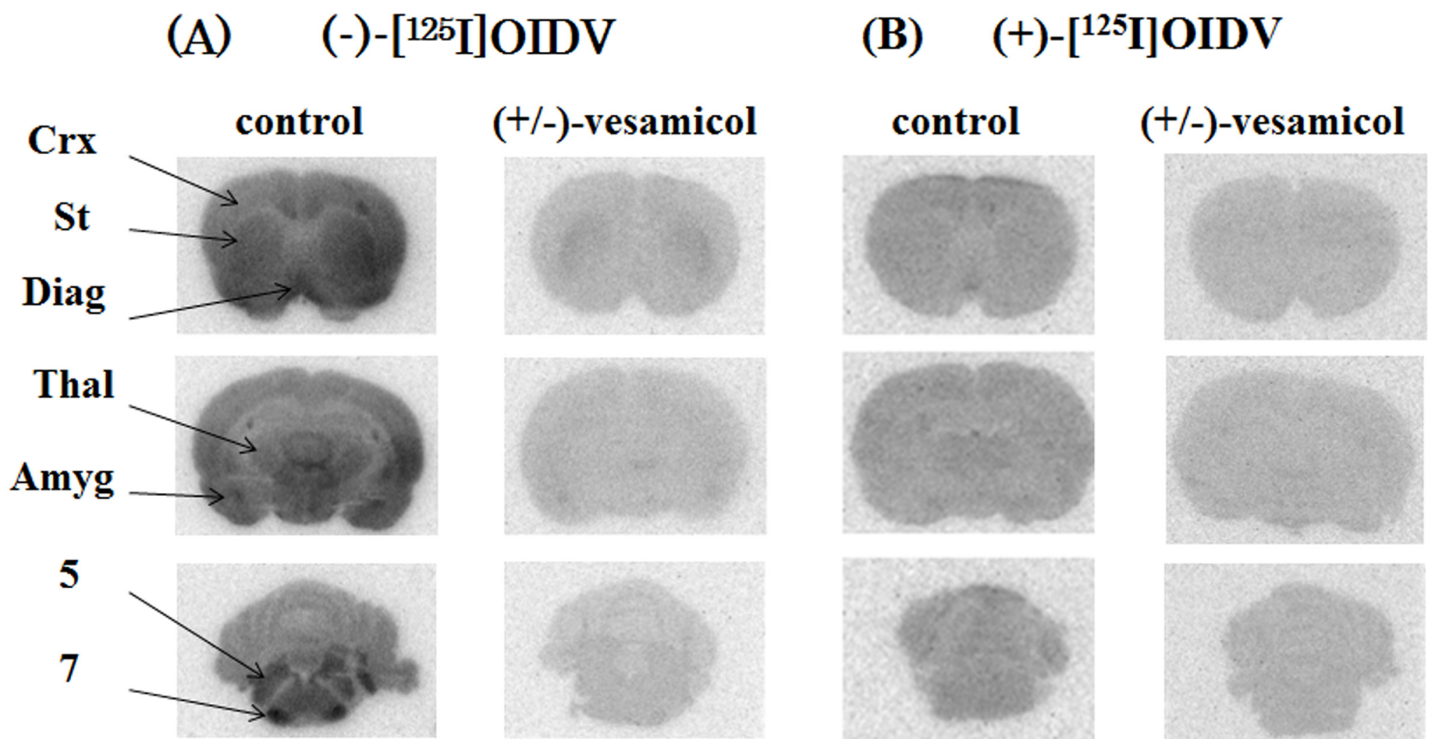 (A) (-)-[¹²⁵I]OIDV
(B) (+)-[¹²⁵I]OIDV
control (+/-)-vesamicol control (+/-)-vesamicol
Crx
St
Diag
Thal
Amyg
5
7